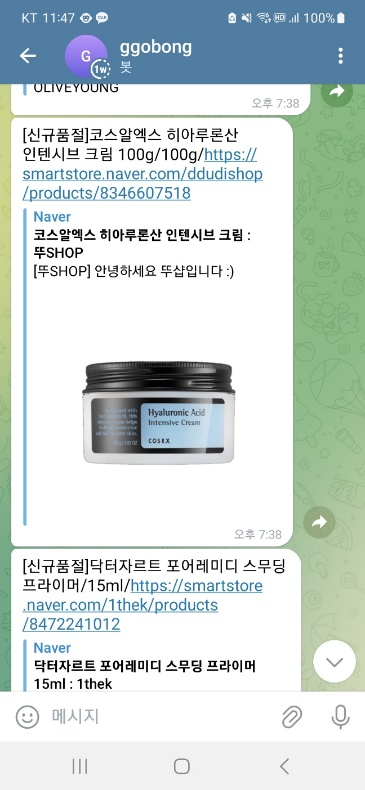 KT 11:47
100%
G
1w
ggobong
봇
OLIVEYOUNG
오후 7:38
[신규품절]코스알엑스 히아루론산
인텐시브 크림 100g/100g/https://
smartstore.naver.com/ddudishop
/products/8346607518
Naver
코스알엑스 히아루론산 인텐시브 크림 :
뚜SHOP
[뚜SHOP] 안녕하세요 뚜샵입니다 :)
Hyaluronic Acid
Intensive Cream
COSRX
오후 7:38
[신규품절]닥터자르트 포어레미디 스무딩
프라이머/15ml/https://smartstore
.naver.com/1thek/products
/8472241012
Naver
닥터자르트 포어레미디 스무딩 프라이머
15ml : 1thek
메시지